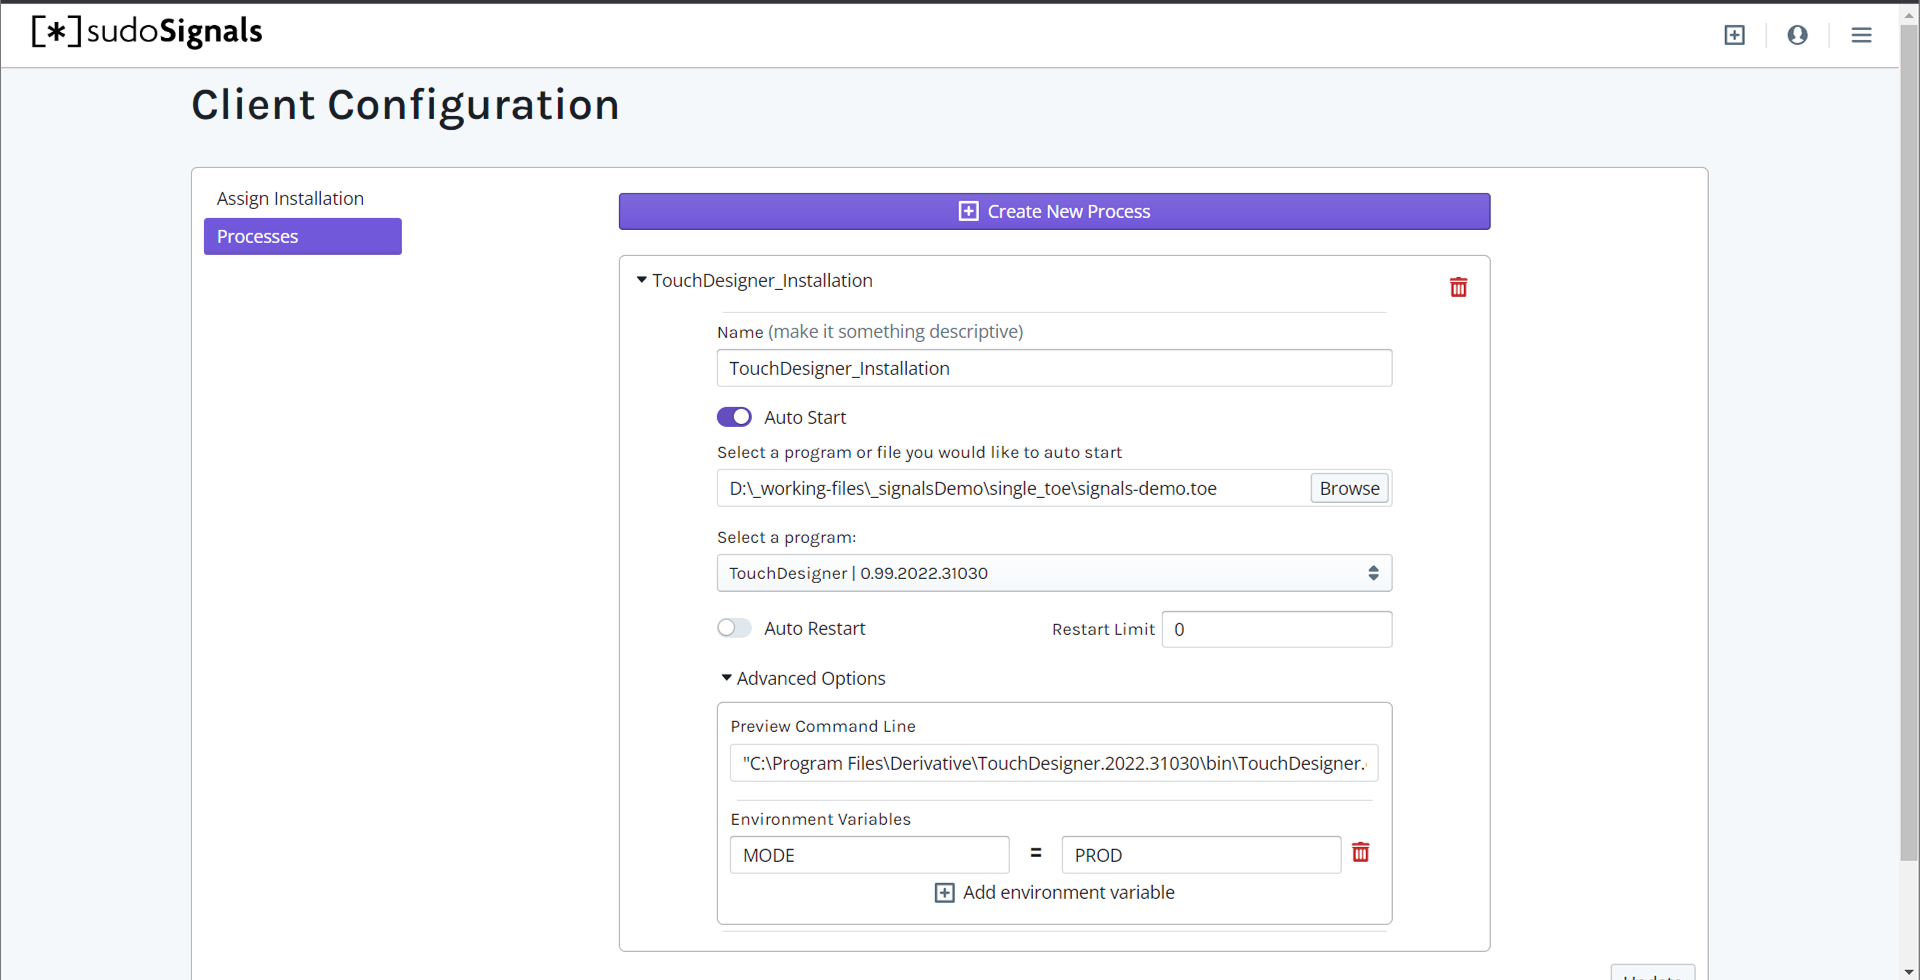 [*]sudoSignals
Client Configuration
Assign Installation
Processes
Create New Process
TouchDesigner_Installation
Name (make it something descriptive)
TouchDesigner_Installation
Auto Start
Select a program or file you would like to auto start
D:\_working-files\_signalsDemo\single_toe\signals-demo.toe
Browse
Select a program:
TouchDesigner | 0.99.2022.31030
Auto Restart
Restart Limit
0
Advanced Options
Preview Command Line
"C:\Program Files\Derivative\TouchDesigner.2022.31030\bin\TouchDesigner.
Environment Variables
MODE
=
PROD
Add environment variable